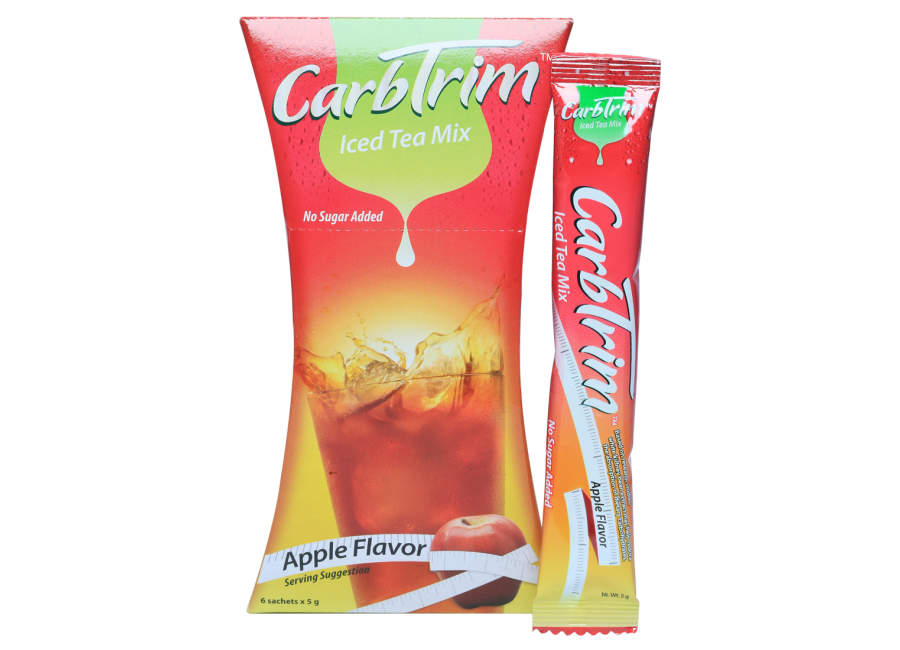 CarbTrim™
Iced Tea Mix
No Sugar Added
Apple Flavor
Serving Suggestion
6 sachets x 5 g
CarbTrim™
Iced Tea Mix
CarbTrim™
Iced Tea Mix
No Sugar Added
Apple Flavor
Nt. Wt. 5 g